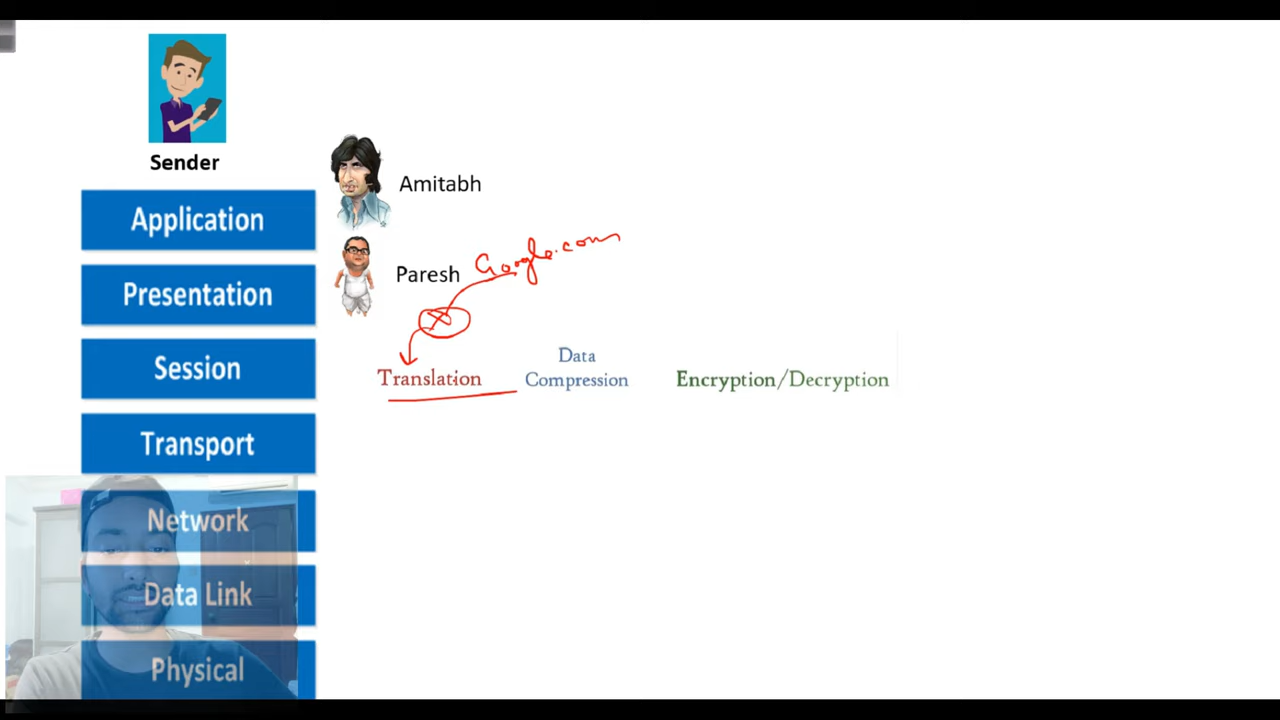 Sender
Application
Presentation
Session
Transport
Network
Data Link
Physical
Amitabh
Paresh
Google.com
Translation
Data
Compression
Encryption/Decryption